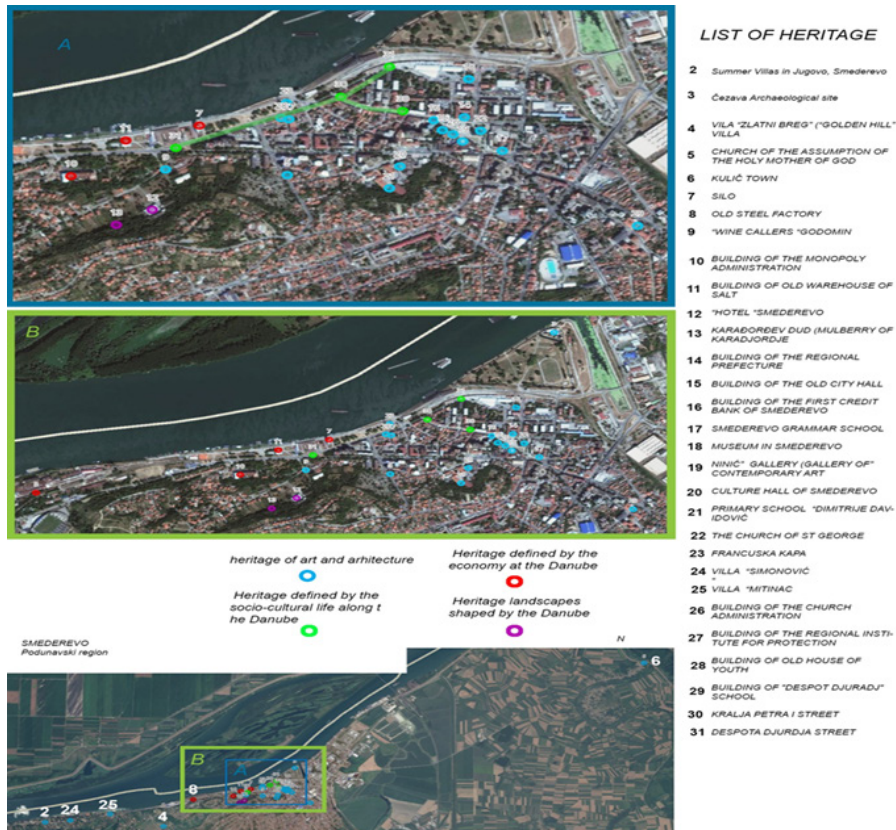 A
7
11
31
10
13
LIST OF HERITAGE
2 Summer Villas in Jugovo, Smederevo
3 Čezava Archaeological site
4 VILA "ZLATNI BREG" ("GOLDEN HILL" VILLA
5 CHURCH OF THE ASSUMPTION OF
THE HOLY MOTHER OF GOD
6 KULIČ TOWN
7 SILO
8 OLD STEEL FACTORY
9 "WINE CALLERS "GODOMIN
10 BUILDING OF THE MONOPOLY
ADMINISTRATION
11 BUILDING OF OLD WAREHOUSE OF
SALT
12 "HOTEL "SMEDEREVO
13 KARAĐORĐEV DUD (MULBERRY OF
KARADJORDJE
14 BUILDING OF THE REGIONAL
PREFECTURE
15 BUILDING OF THE OLD CITY HALL
16 BUILDING OF THE FIRST CREDIT
BANK OF SMEDEREVO
17 SMEDEREVO GRAMMAR SCHOOL
18 MUSEUM IN SMEDEREVO
19 NINIĆ" GALLERY (GALLERY OF"
CONTEMPORARY ART
20 CULTURE HALL OF SMEDEREVO
21 PRIMARY SCHOOL "DIMITRIJE DAV-
IDOVIĆ
22 THE CHURCH OF ST GEORGE
23 FRANCUSKA KAPA
24 VILLA "SIMONOVIĆ
"
25 VILLA "MITINAC
26 BUILDING OF THE CHURCH
ADMINISTRATION
27 BUILDING OF THE REGIONAL INSTI-
TUTE FOR PROTECTION
28 BUILDING OF OLD HOUSE OF
YOUTH
29 BUILDING OF "DESPOT DJURADJ"
SCHOOL
30 KRALJA PETRA I STREET
31 DESPOTA DJURDJA STREET
B
7
11
heritage of art and arhitecture
Heritage defined by the
economy at the Danube
Heritage defined by the
socio-cultural life along t
he Danube
Heritage landscapes
shaped by the Danube
SMEDEREVO
Podunavski region
N
6
B
A
8
2 24 25 4